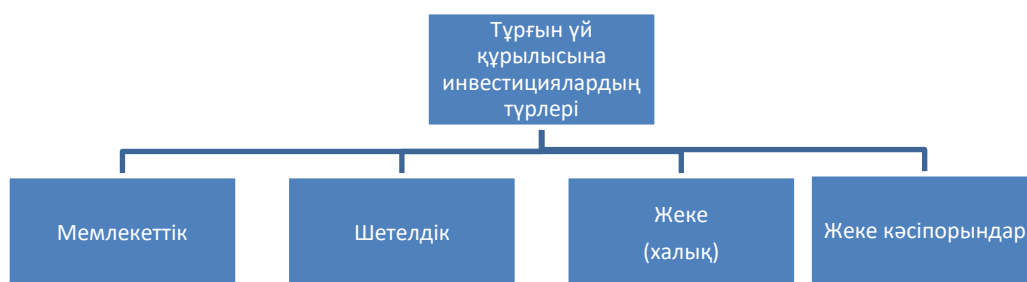 Тұрғын үй
құрылысына
инвестициялардың
түрлері
Мемлекеттік
Шетелдік
Жеке
(халық)
Жеке кәсіпорындар